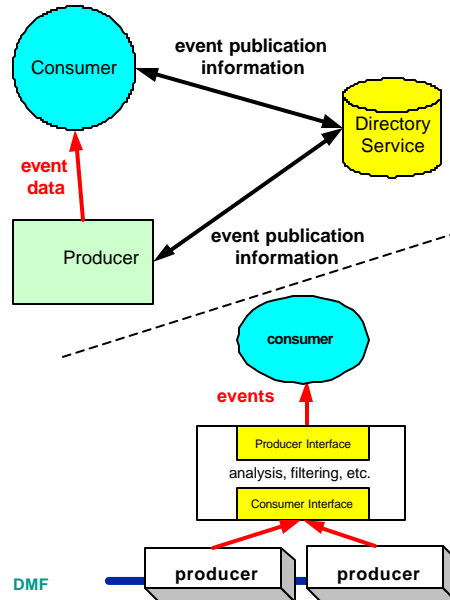 event publication
information
Consumer
Directory
Service
event
data
Producer
event publication
information
consumer
events
Producer Interface
analysis, filtering, etc.
Consumer Interface
producer
producer
DMF